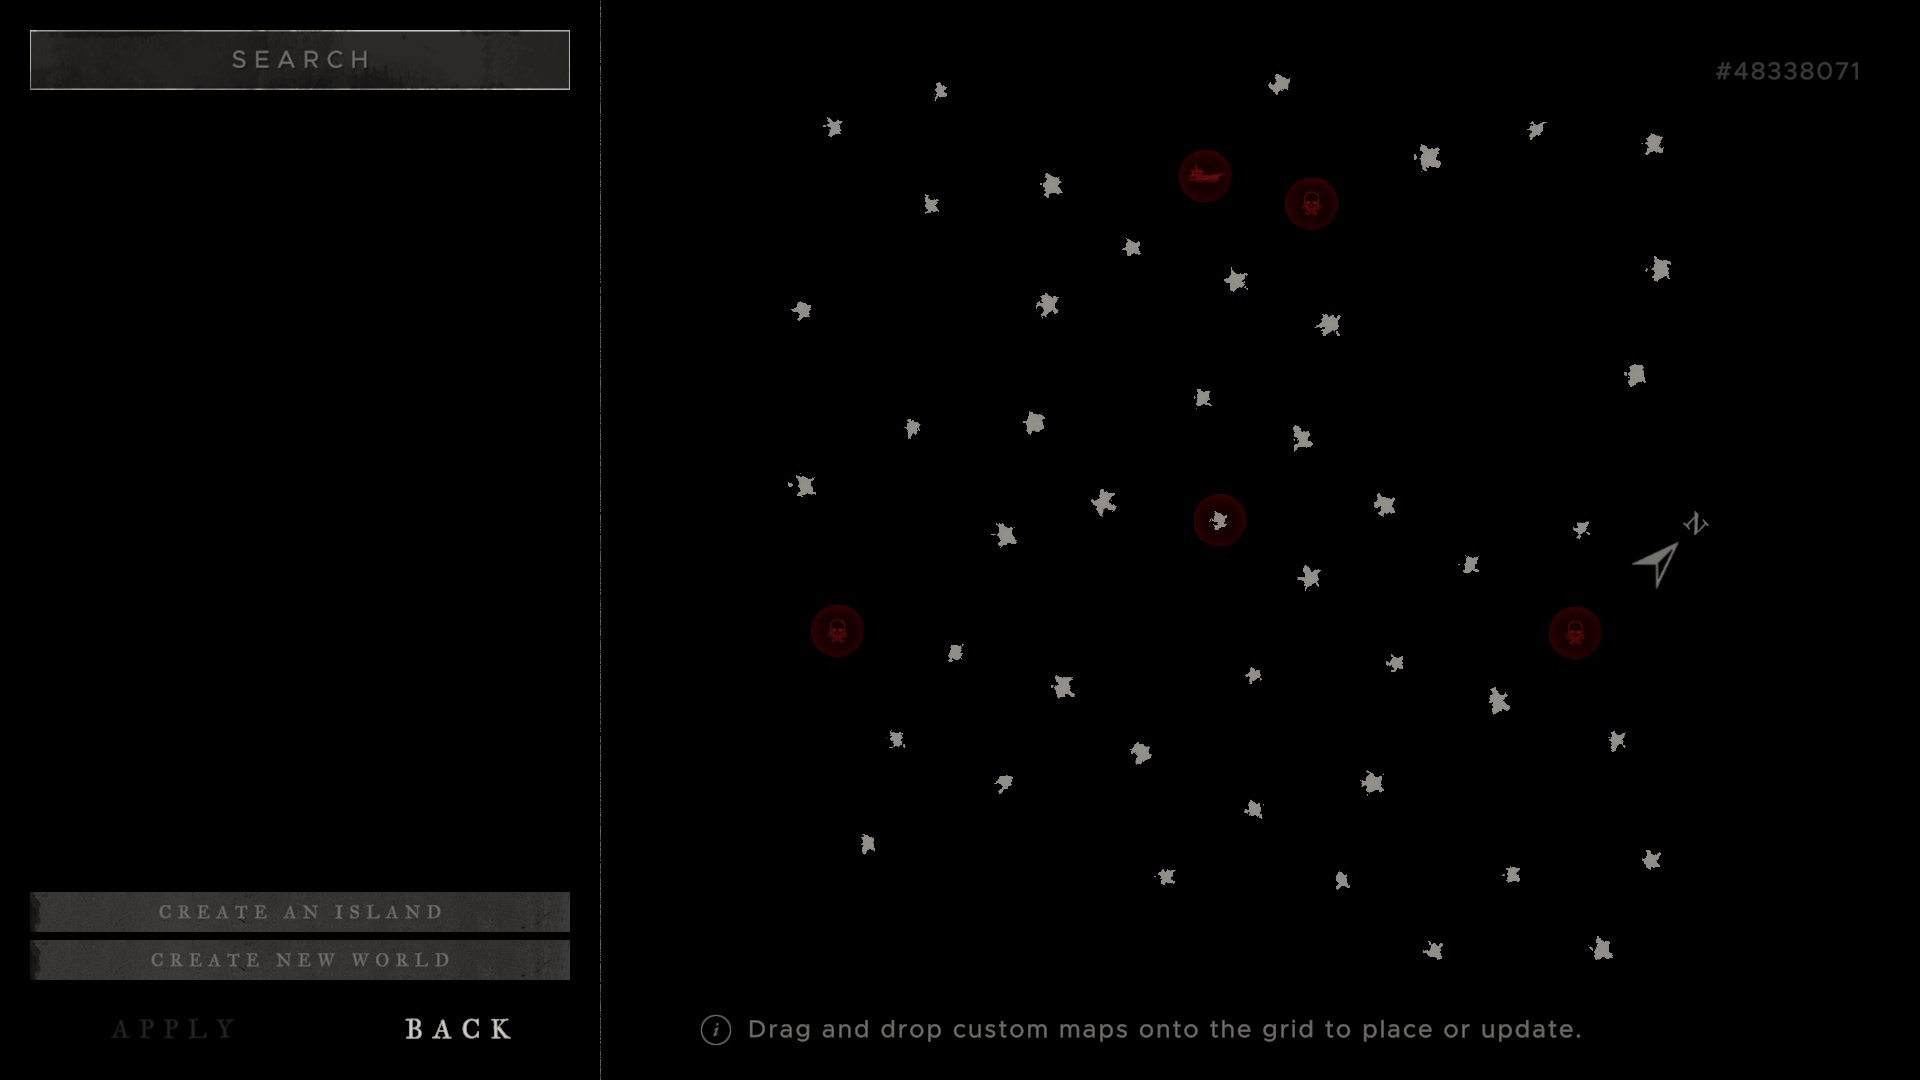 SEARCH
#48338071
N
CREATE AN ISLAND
CREATE NEW WORLD
APPLY
BACK
i
Drag and drop custom maps onto the grid to place or update.